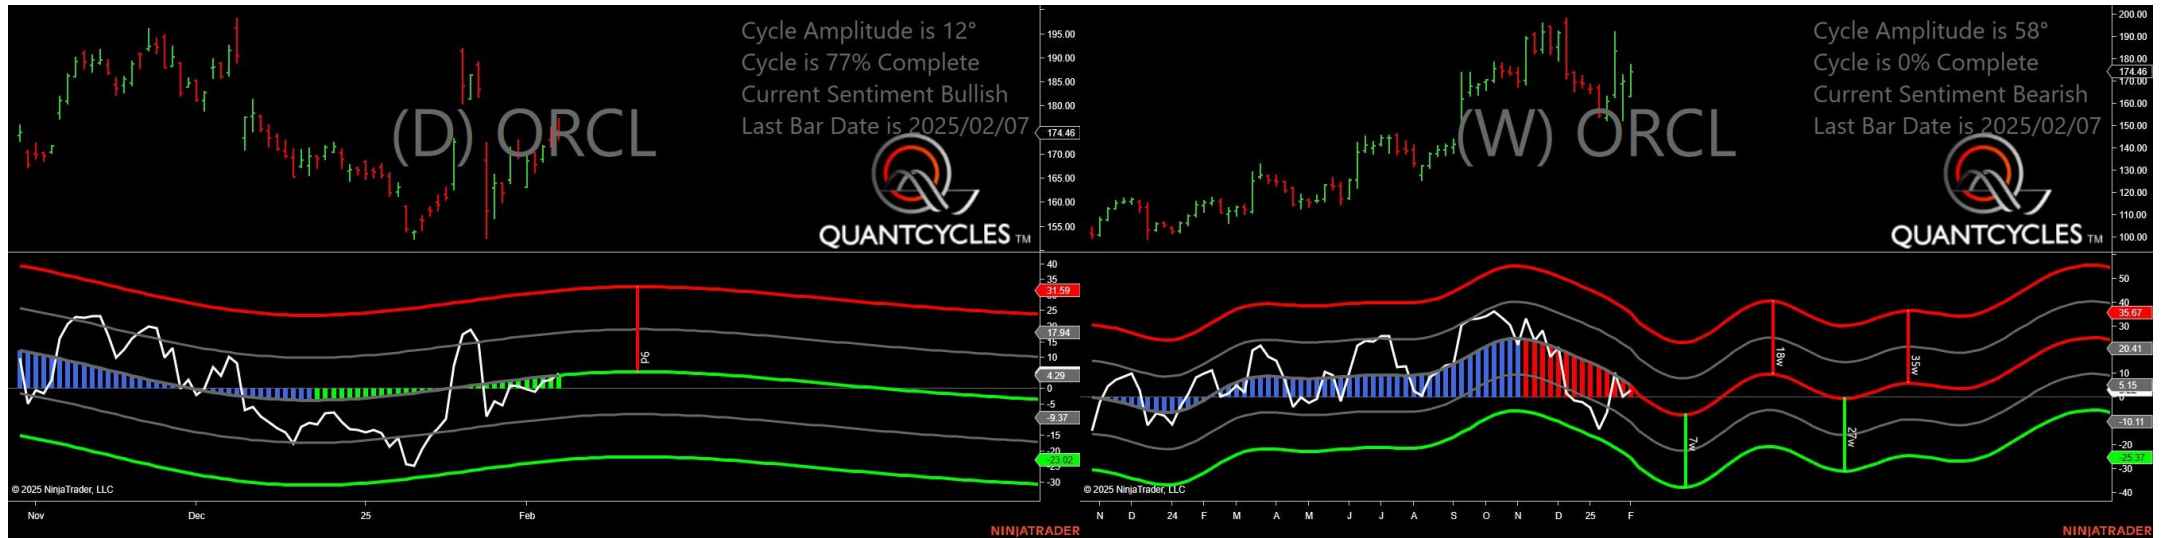 Cycle Amplitude is 12°
Cycle is 77% Complete
Current Sentiment Bullish
Last Bar Date is 2025/02/07
(D) ORCL
QUANTCYCLES TM
195.00
190.00
185.00
180.00
174.46
170.00
165.00
160.00
155.00
40
35
31.59
25
17.94
15
10
4.29
0
-5
-9.37
-15
-20
-23.02
-30
9d
© 2025 NinjaTrader, LLC
Nov Dec 25 Feb
NINJATRADER
Cycle Amplitude is 58°
Cycle is 0% Complete
Current Sentiment Bearish
Last Bar Date is 2025/02/07
(W) ORCL
QUANTCYCLES TM
200.00
190.00
180.00
174.46
170.00
160.00
150.00
140.00
130.00
120.00
110.00
100.00
50
40
35.67
30
20.41
10
5.15
-10.11
-20
-25.37
-30
-40
7w
18w
27w
35w
© 2025 NinjaTrader, LLC
N D 24 F M A M J J A S O N D 25 F
NINJATRADER